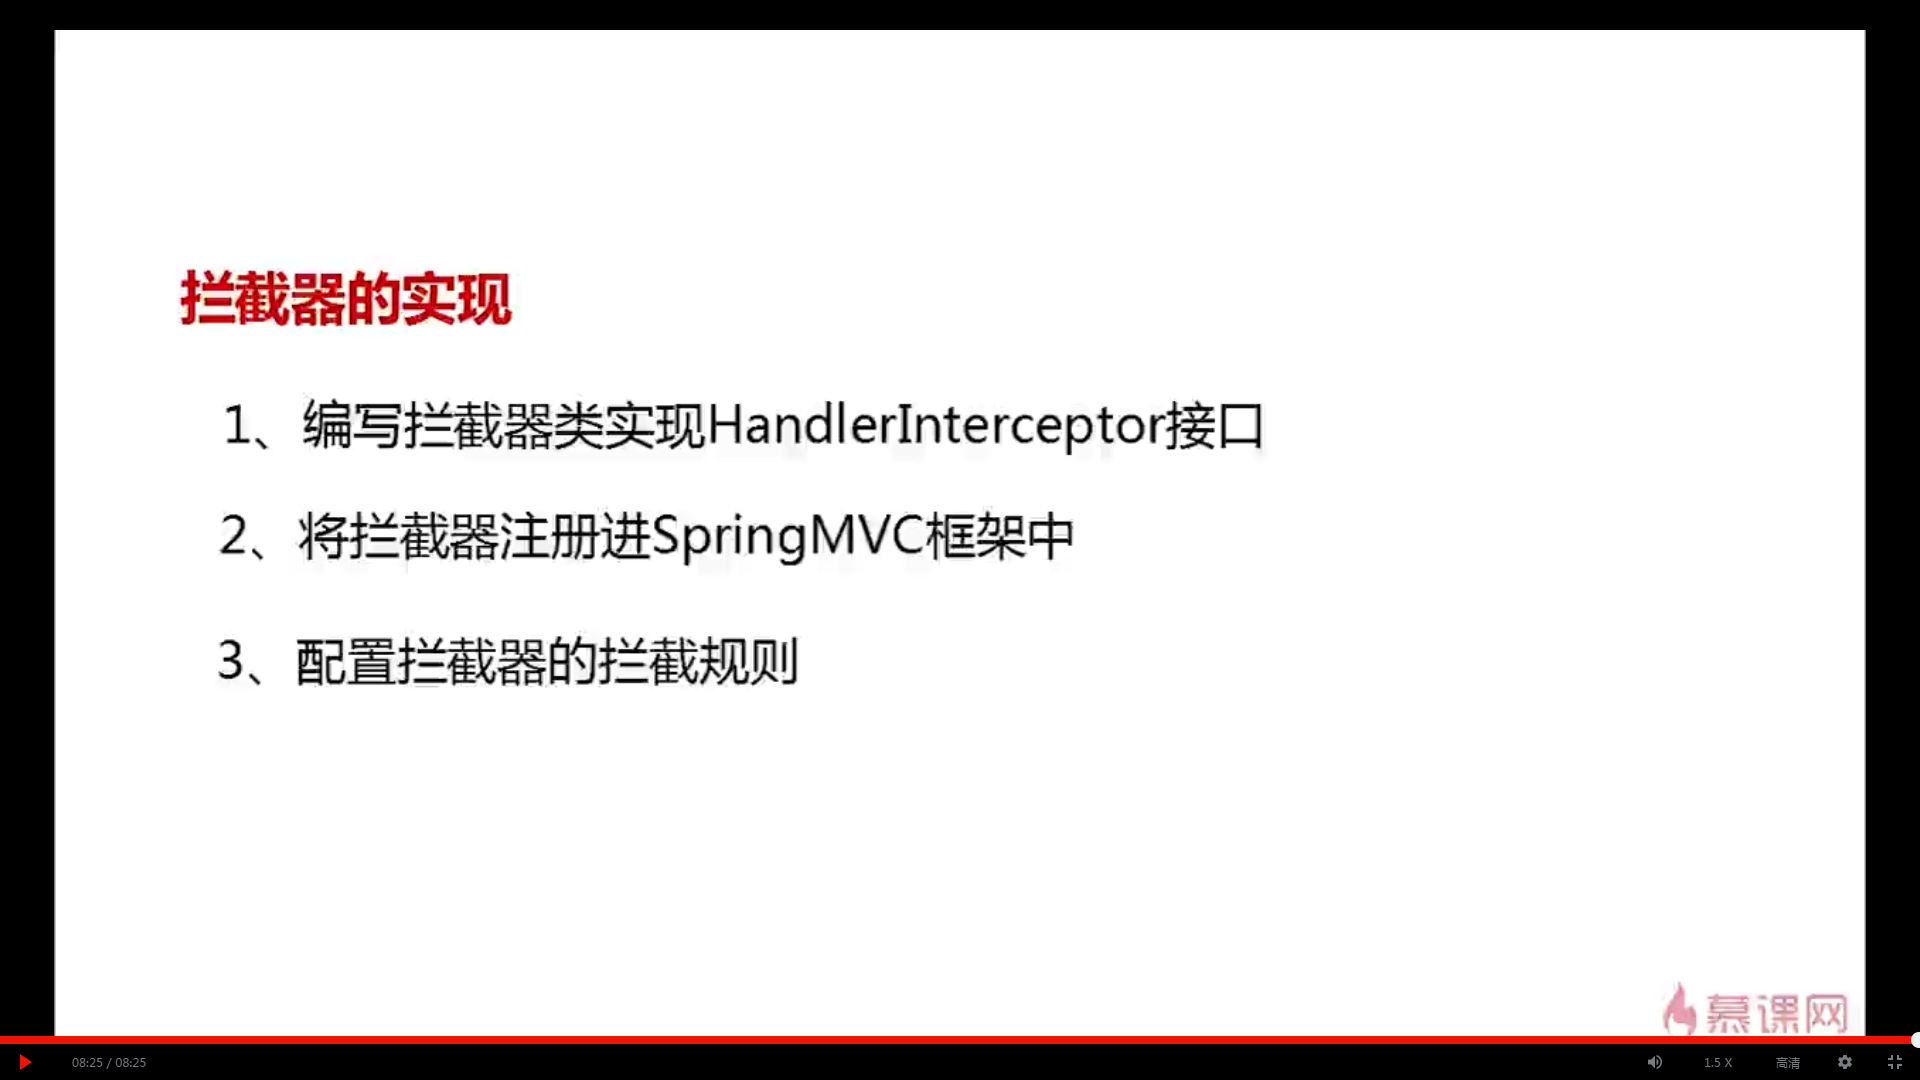 拦截器的实现
1、编写拦截器类实现HandlerInterceptor接口
2、将拦截器注册进SpringMVC框架中
3、配置拦截器的拦截规则
慕课网
08:25 / 08:25
1.5 X
高清